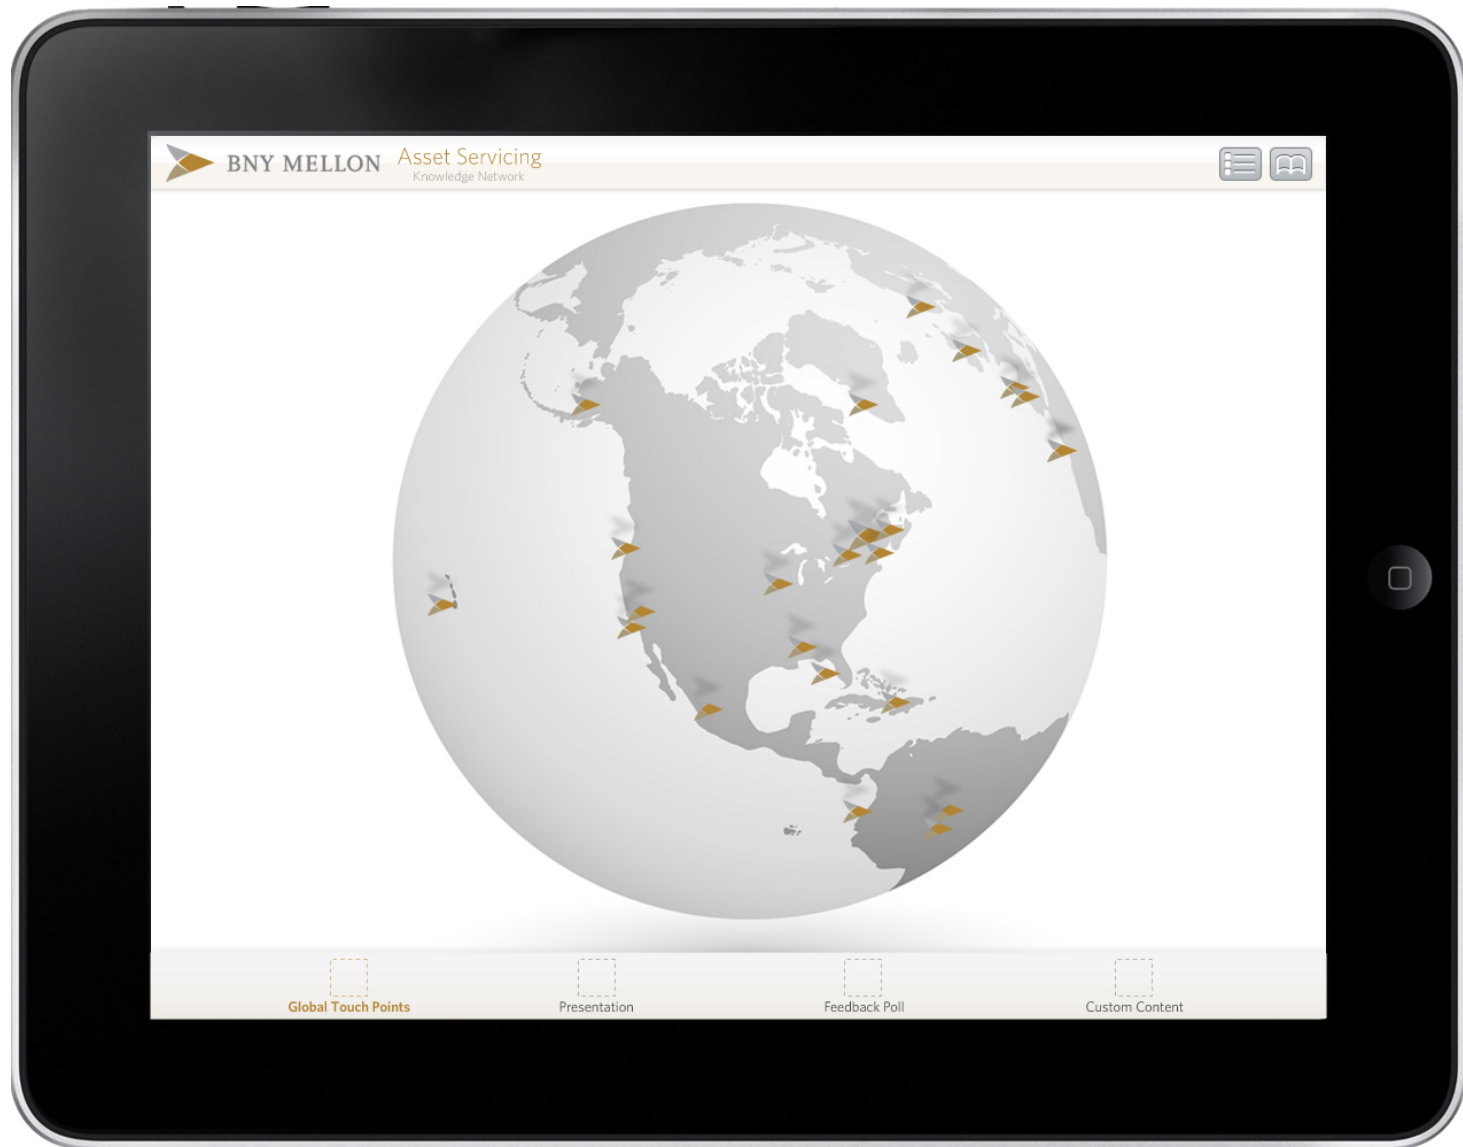 BNY MELLON
Asset Servicing
Knowledge Network
Global Touch Points
Presentation
Feedback Poll
Custom Content